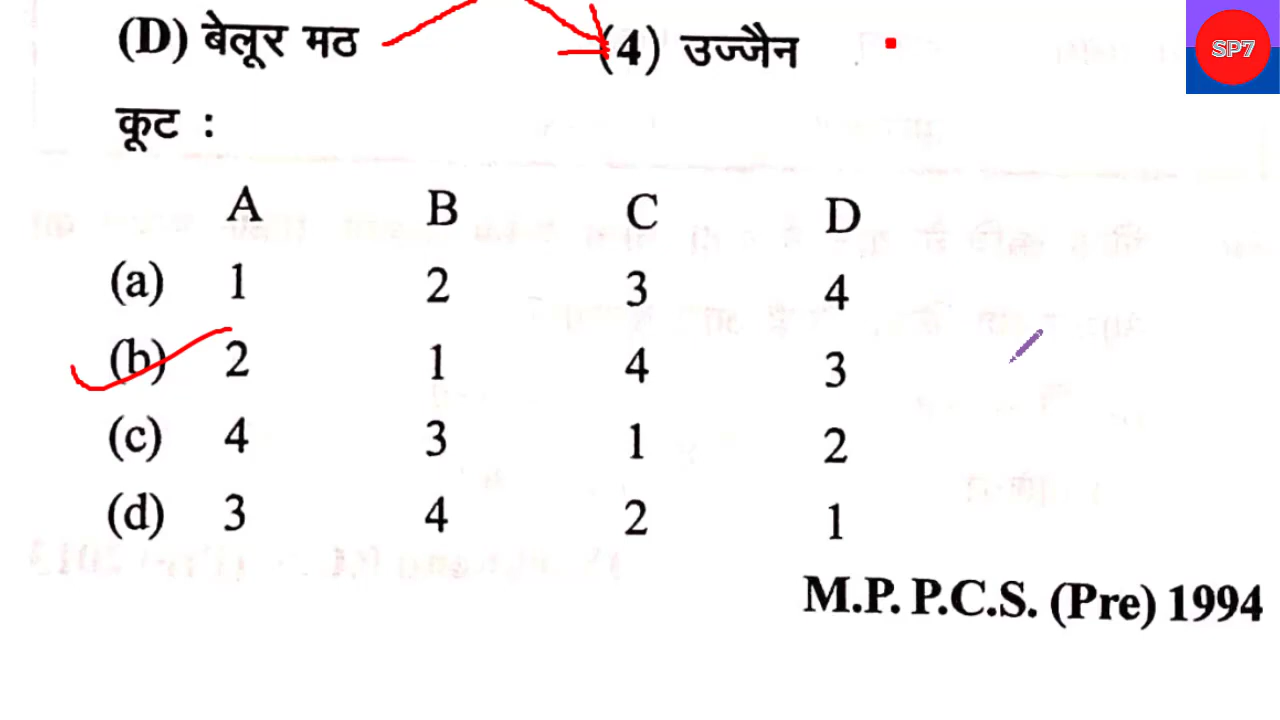 SP7
(D) बेलूर मठ (4) उज्जैन
कूट :
A B C D
(a) 1 2 3 4
(b) 2 1 4 3
(c) 4 3 1 2
(d) 3 4 2 1
M.P. P.C.S. (Pre) 1994